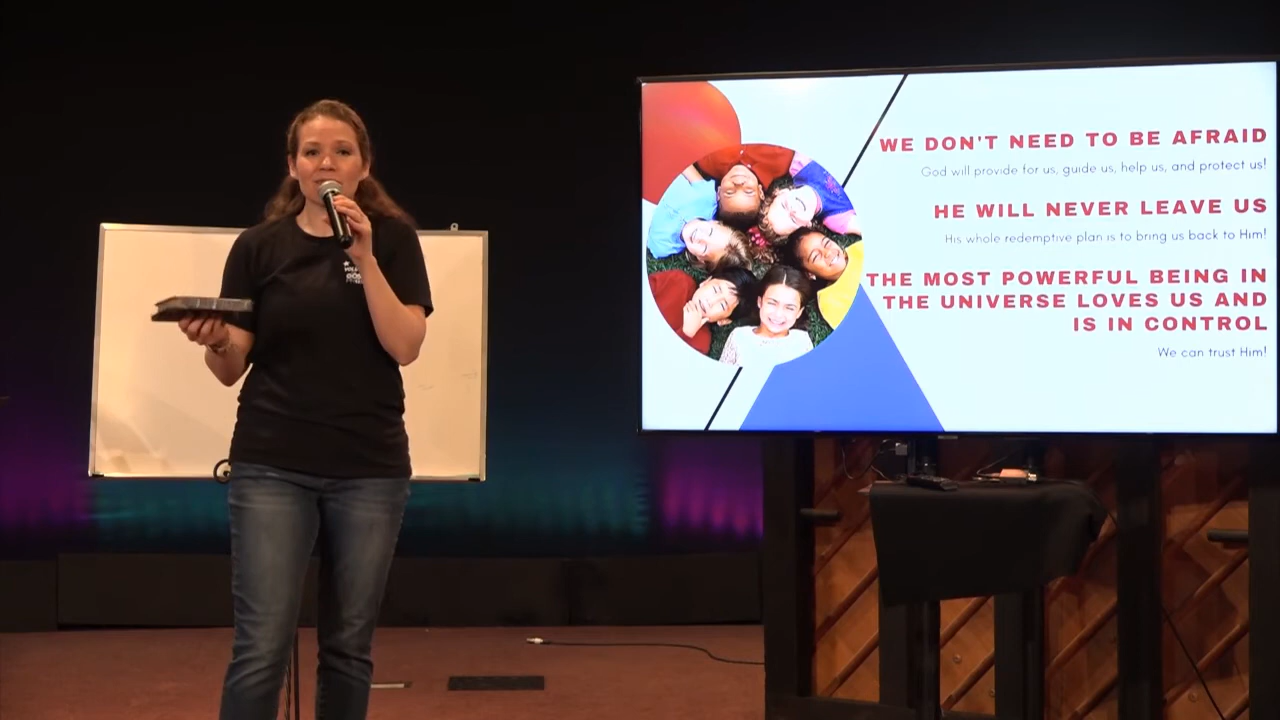 WE DON'T NEED TO BE AFRAID
God will provide for us, guide us, help us, and protect us!
HE WILL NEVER LEAVE US
His whole redemptive plan is to bring us back to Him!
THE MOST POWERFUL BEING IN
THE UNIVERSE LOVES US AND
IS IN CONTROL
We can trust Him!